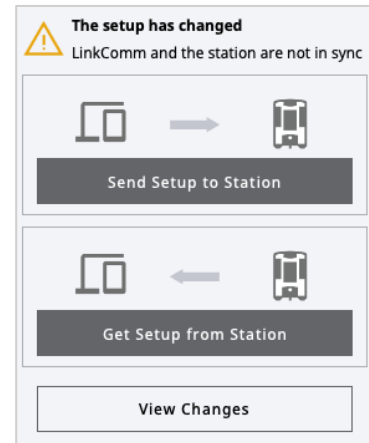 The setup has changed
LinkComm and the station are not in sync
Send Setup to Station
Get Setup from Station
View Changes